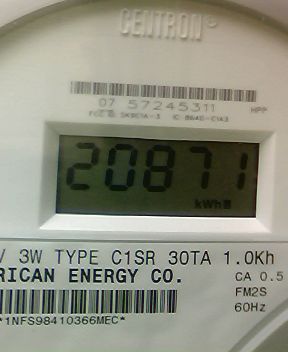 CENTRON®
07 57245311 HPP
20871
kWh
V 3W TYPE C1SR 30TA 1.0Kh
RICAN ENERGY CO. CA 0.5
FM2S
*1NFS98410366MEC* 60Hz